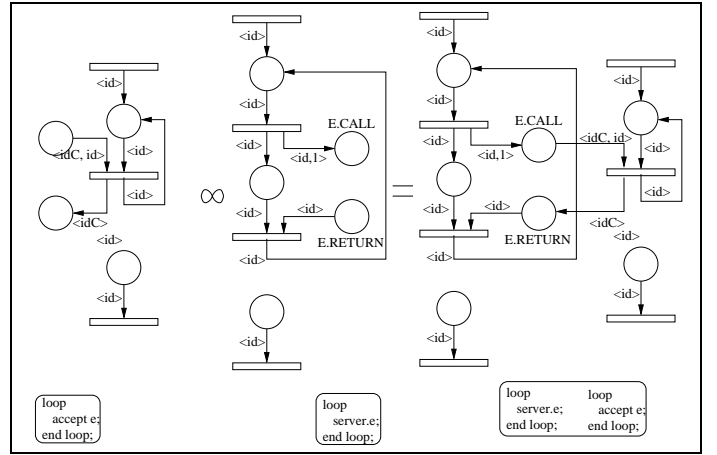 <id>
<id>
<idC, id>
<id>
<id>
<idC>
<id>
<id>
∞
<id>
<id>
E.CALL
<id>
<id,1>
<id>
<id>
E.RETURN
<id>
<id>
=
<id>
<id>
E.CALL
<id>
<id,1>
<id>
<id>
E.RETURN
<id>
<id>
<id>
<idC, id>
<id>
<id>
<idC>
<id>
<id>
loop
accept e;
end loop;
loop
server.e;
end loop;
loop
server.e;
end loop;
loop
accept e;
end loop;